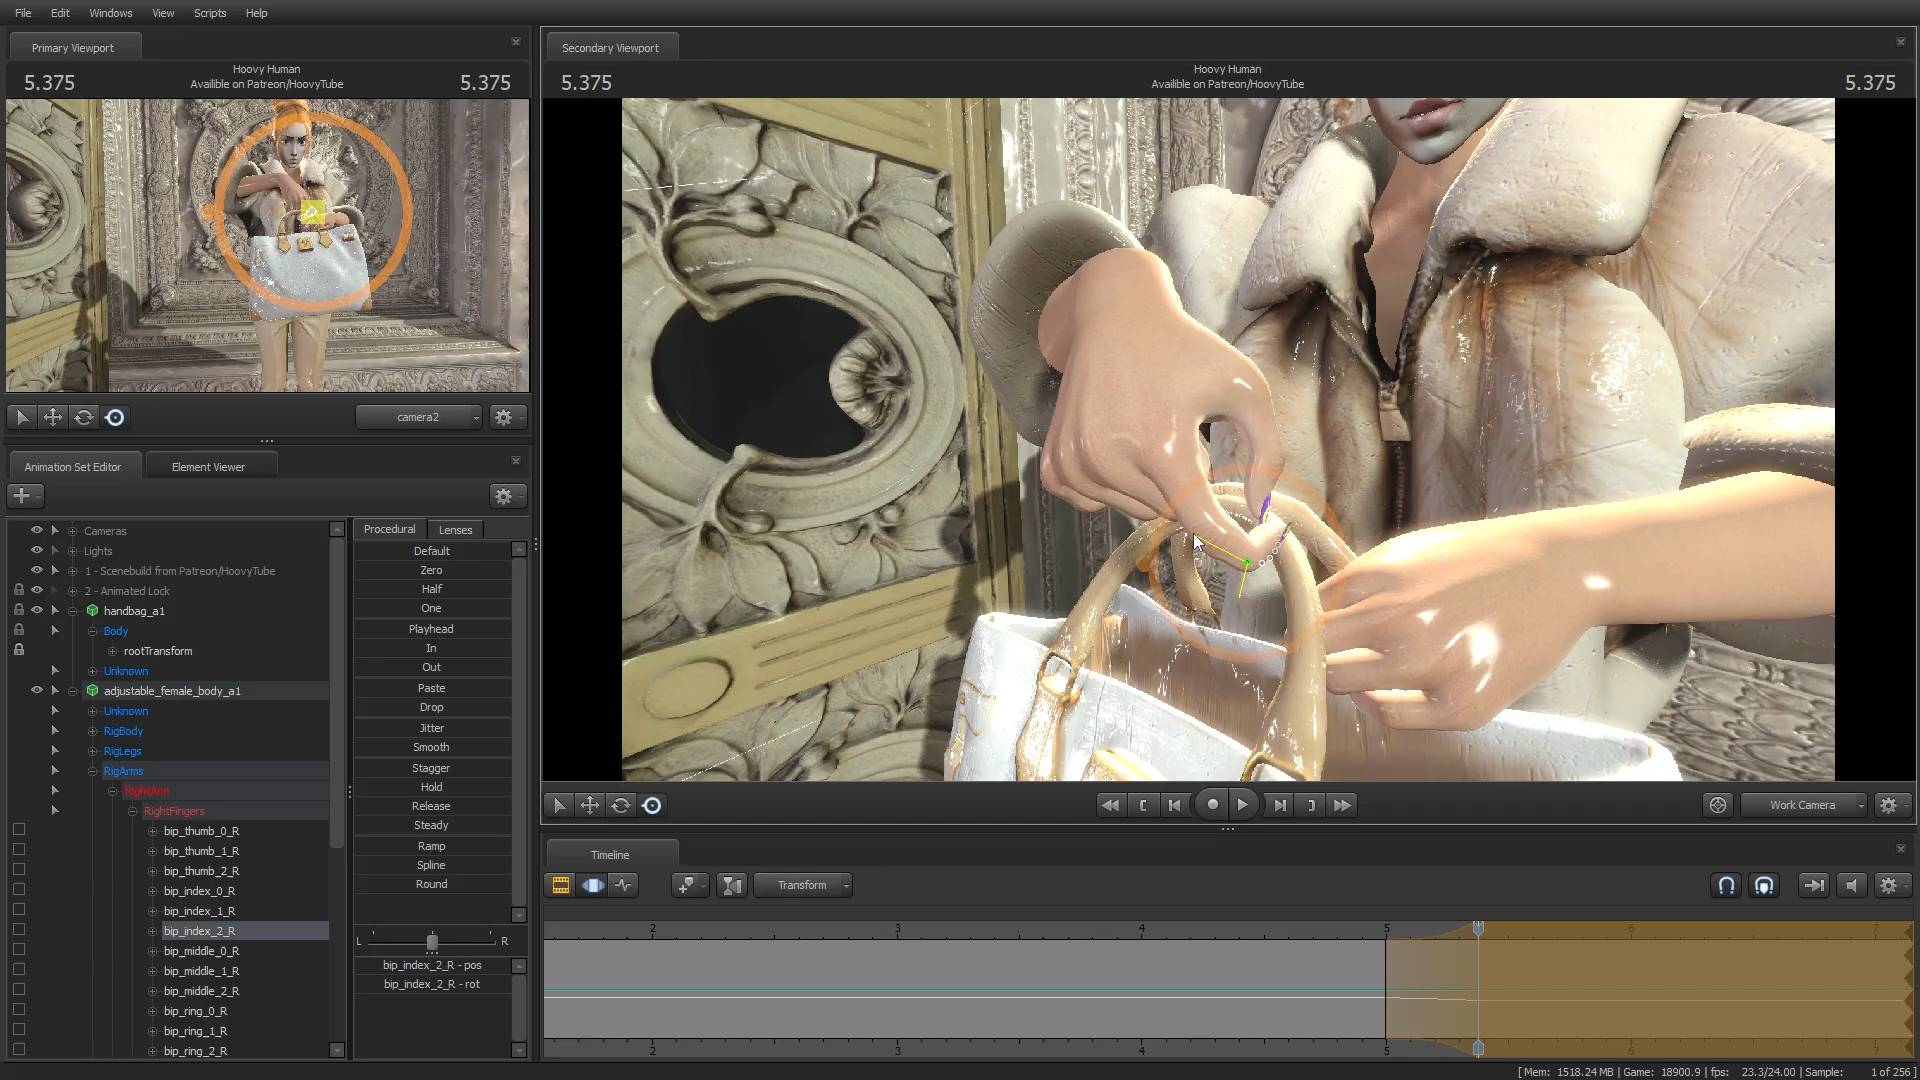 File Edit Windows View Scripts Help
Primary Viewport
Hoovy Human
5.375 Availible on Patreon/HoovyTube 5.375
camera2
Animation Set Editor Element Viewer
Cameras
Lights
1 - Scenebuild from Patreon/HoovyTube
2 - Animated Lock
handbag_a1
Body
rootTransform
Unknown
adjustable_female_body_a1
Unknown
RigBody
RigLegs
RigArms
RightArm
RightFingers
bip_thumb_0_R
bip_thumb_1_R
bip_thumb_2_R
bip_index_0_R
bip_index_1_R
bip_index_2_R
bip_middle_0_R
bip_middle_1_R
bip_middle_2_R
bip_ring_0_R
bip_ring_1_R
bip_ring_2_R
Procedural Lenses
Default
Zero
Half
One
Playhead
In
Out
Paste
Drop
Jitter
Smooth
Stagger
Hold
Release
Steady
Ramp
Spline
Round
L R
bip_index_2_R - pos
bip_index_2_R - rot
Secondary Viewport
Hoovy Human
5.375 Availible on Patreon/HoovyTube 5.375
Work Camera
Timeline
Transform
2 3 4 5 6 7
2 3 4 5 6 7
[ Mem: 1518.24 MB | Game: 18900.9 | fps: 23.3/24.00 | Sample: 1 of 256 ]